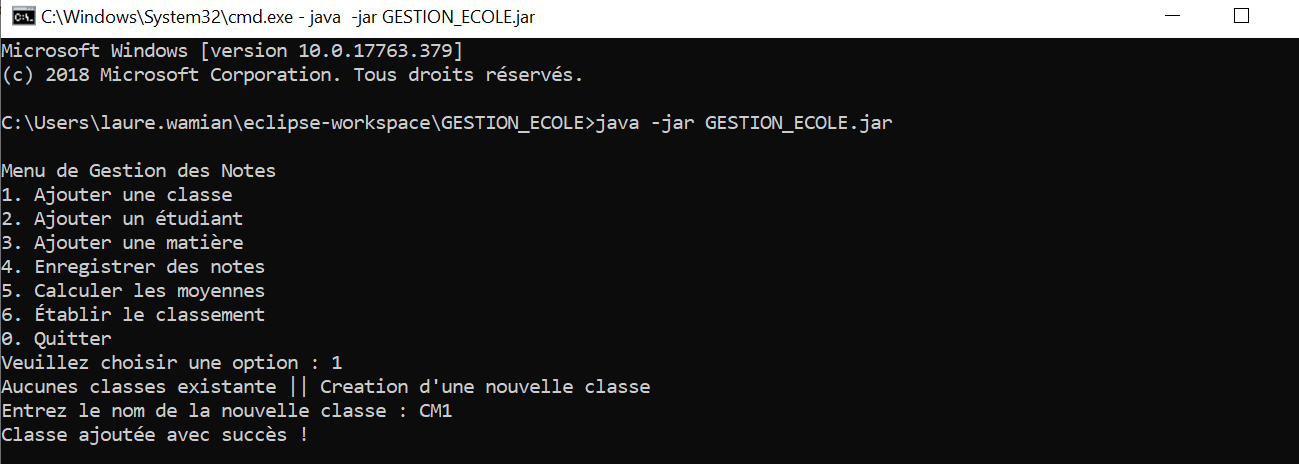 C:\Windows\System32\cmd.exe - java  -jar GESTION_ECOLE.jar
Microsoft Windows [version 10.0.17763.379]
(c) 2018 Microsoft Corporation. Tous droits réservés.
C:\Users\laure.wamian\eclipse-workspace\GESTION_ECOLE>java -jar GESTION_ECOLE.jar
Menu de Gestion des Notes
1. Ajouter une classe
2. Ajouter un étudiant
3. Ajouter une matière
4. Enregistrer des notes
5. Calculer les moyennes
6. Établir le classement
0. Quitter
Veuillez choisir une option : 1
Aucunes classes existante || Creation d'une nouvelle classe
Entrez le nom de la nouvelle classe : CM1
Classe ajoutée avec succès !